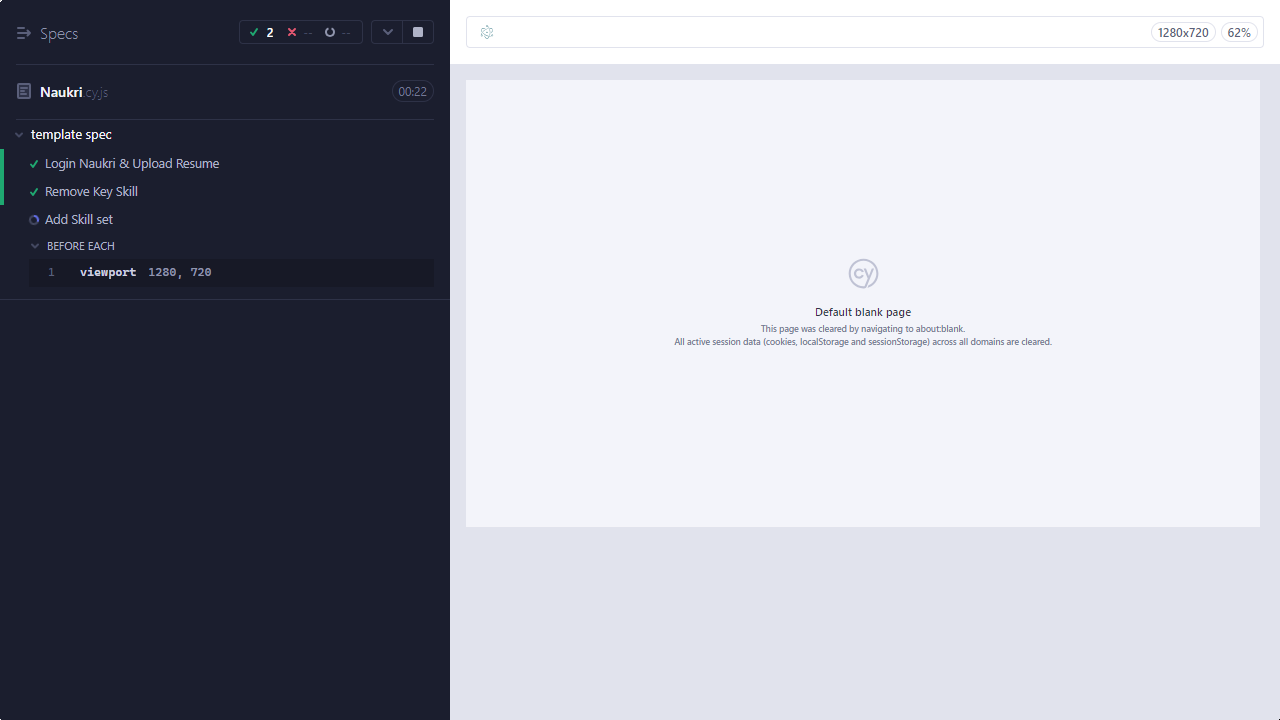 Specs
2 -- --
Naukri.cy.js 00:22
template spec
Login Naukri & Upload Resume
Remove Key Skill
Add Skill set
BEFORE EACH
1 viewport 1280, 720
1280x720 62%
cy
Default blank page
This page was cleared by navigating to about:blank.
All active session data (cookies, localStorage and sessionStorage) across all domains are cleared.